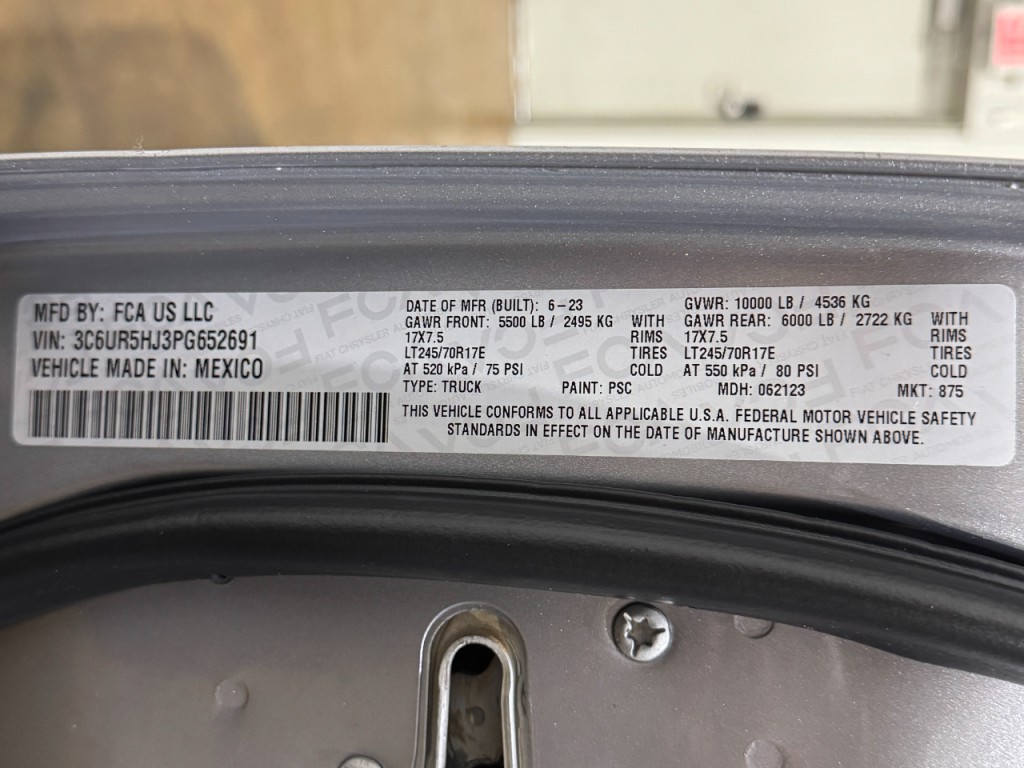 MFD BY: FCA US LLC
VIN: 3C6UR5HJ3PG652691
VEHICLE MADE IN: MEXICO
DATE OF MFR (BUILT): 6-23 GVWR: 10000 LB / 4536 KG
GAWR FRONT: 5500 LB / 2495 KG WITH GAWR REAR: 6000 LB / 2722 KG WITH
17X7.5 RIMS 17X7.5 RIMS
LT245/70R17E TIRES LT245/70R17E TIRES
AT 520 kPa / 75 PSI COLD AT 550 kPa / 80 PSI COLD
TYPE: TRUCK PAINT: PSC MDH: 062123 MKT: 875
THIS VEHICLE CONFORMS TO ALL APPLICABLE U.S.A. FEDERAL MOTOR VEHICLE SAFETY
STANDARDS IN EFFECT ON THE DATE OF MANUFACTURE SHOWN ABOVE.